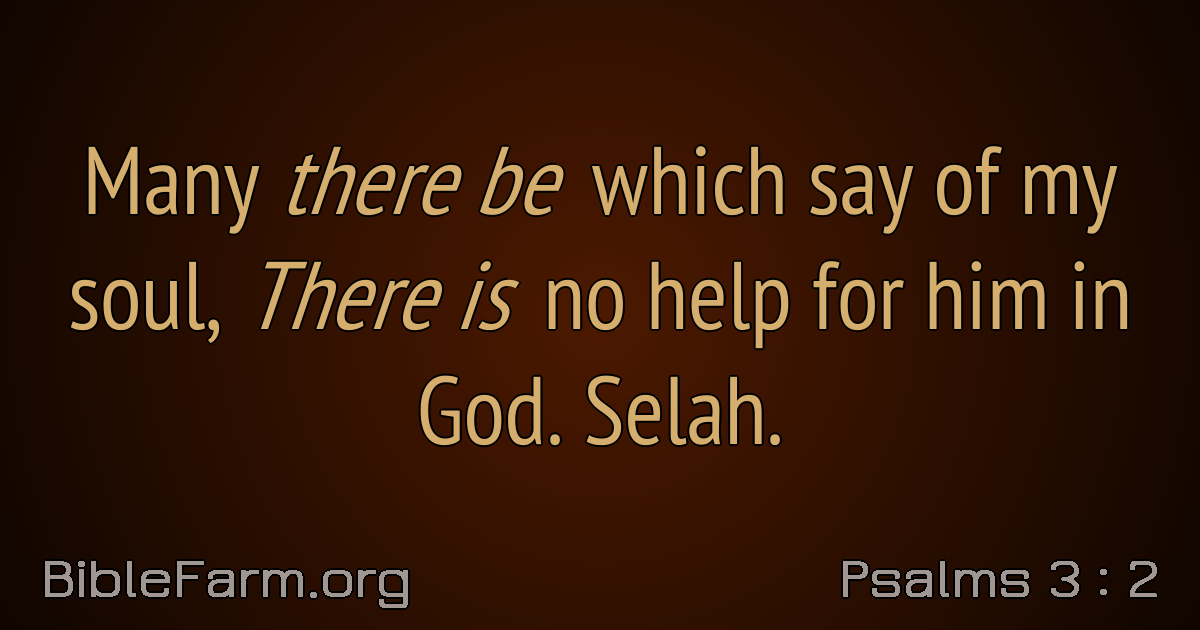 Many there be which say of my
soul, There is no help for him in
God. Selah.
BibleFarm.org
Psalms 3 : 2